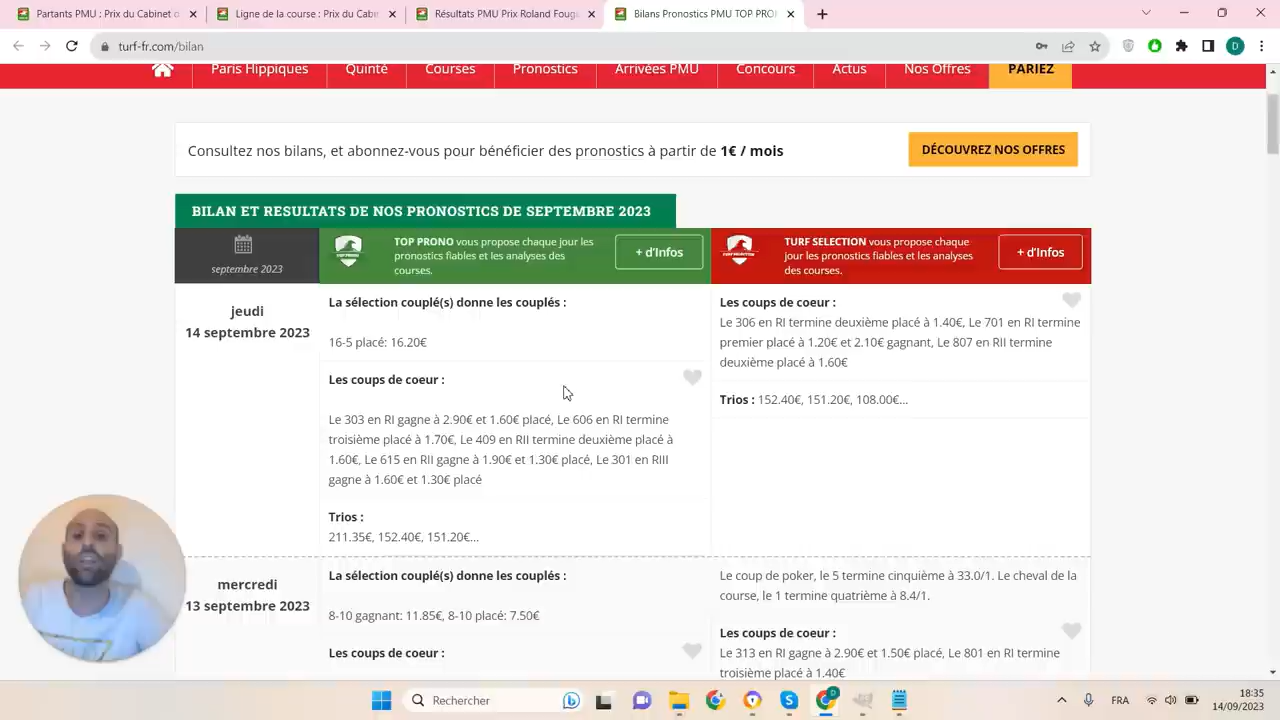 Partants PMU : Prix du Cabinet
Ligne de la course : Prix du Cabi
Résultats PMU Prix Roland Foug
Bilans Pronostics PMU TOP PRO
turf-fr.com/bilan
D
Paris Hippiques
Quinté
Courses
Pronostics
Arrivées PMU
Concours
Actus
Nos Offres
PARIEZ
Consultez nos bilans, et abonnez-vous pour bénéficier des pronostics à partir de 1€ / mois
DÉCOUVREZ NOS OFFRES
BILAN ET RESULTATS DE NOS PRONOSTICS DE SEPTEMBRE 2023
septembre 2023
TOP PRONO vous propose chaque jour les
pronostics fiables et les analyses des
courses.
+ d'Infos
TURF SELECTION vous propose chaque
jour les pronostics fiables et les analyses
des courses.
+ d'Infos
jeudi
14 septembre 2023
La sélection couplé(s) donne les couplés :
16-5 placé: 16.20€
Les coups de coeur :
Le 303 en RI gagne à 2.90€ et 1.60€ placé, Le 606 en RI termine
troisième placé à 1.70€, Le 409 en RII termine deuxième placé à
1.60€, Le 615 en RII gagne à 1.90€ et 1.30€ placé, Le 301 en RIII
gagne à 1.60€ et 1.30€ placé
Trios :
211.35€, 152.40€, 151.20€...
Les coups de coeur :
Le 306 en RI termine deuxième placé à 1.40€, Le 701 en RI termine
premier placé à 1.20€ et 2.10€ gagnant, Le 807 en RII termine
deuxième placé à 1.60€
Trios : 152.40€, 151.20€, 108.00€...
mercredi
13 septembre 2023
La sélection couplé(s) donne les couplés :
8-10 gagnant: 11.85€, 8-10 placé: 7.50€
Les coups de coeur :
Le coup de poker, le 5 termine cinquième à 33.0/1. Le cheval de la
course, le 1 termine quatrième à 8.4/1.
Les coups de coeur :
Le 313 en RI gagne à 2.90€ et 1.50€ placé, Le 801 en RI termine
troisième placé à 1.40€
Rechercher
D
FRA
18:35
14/09/2023